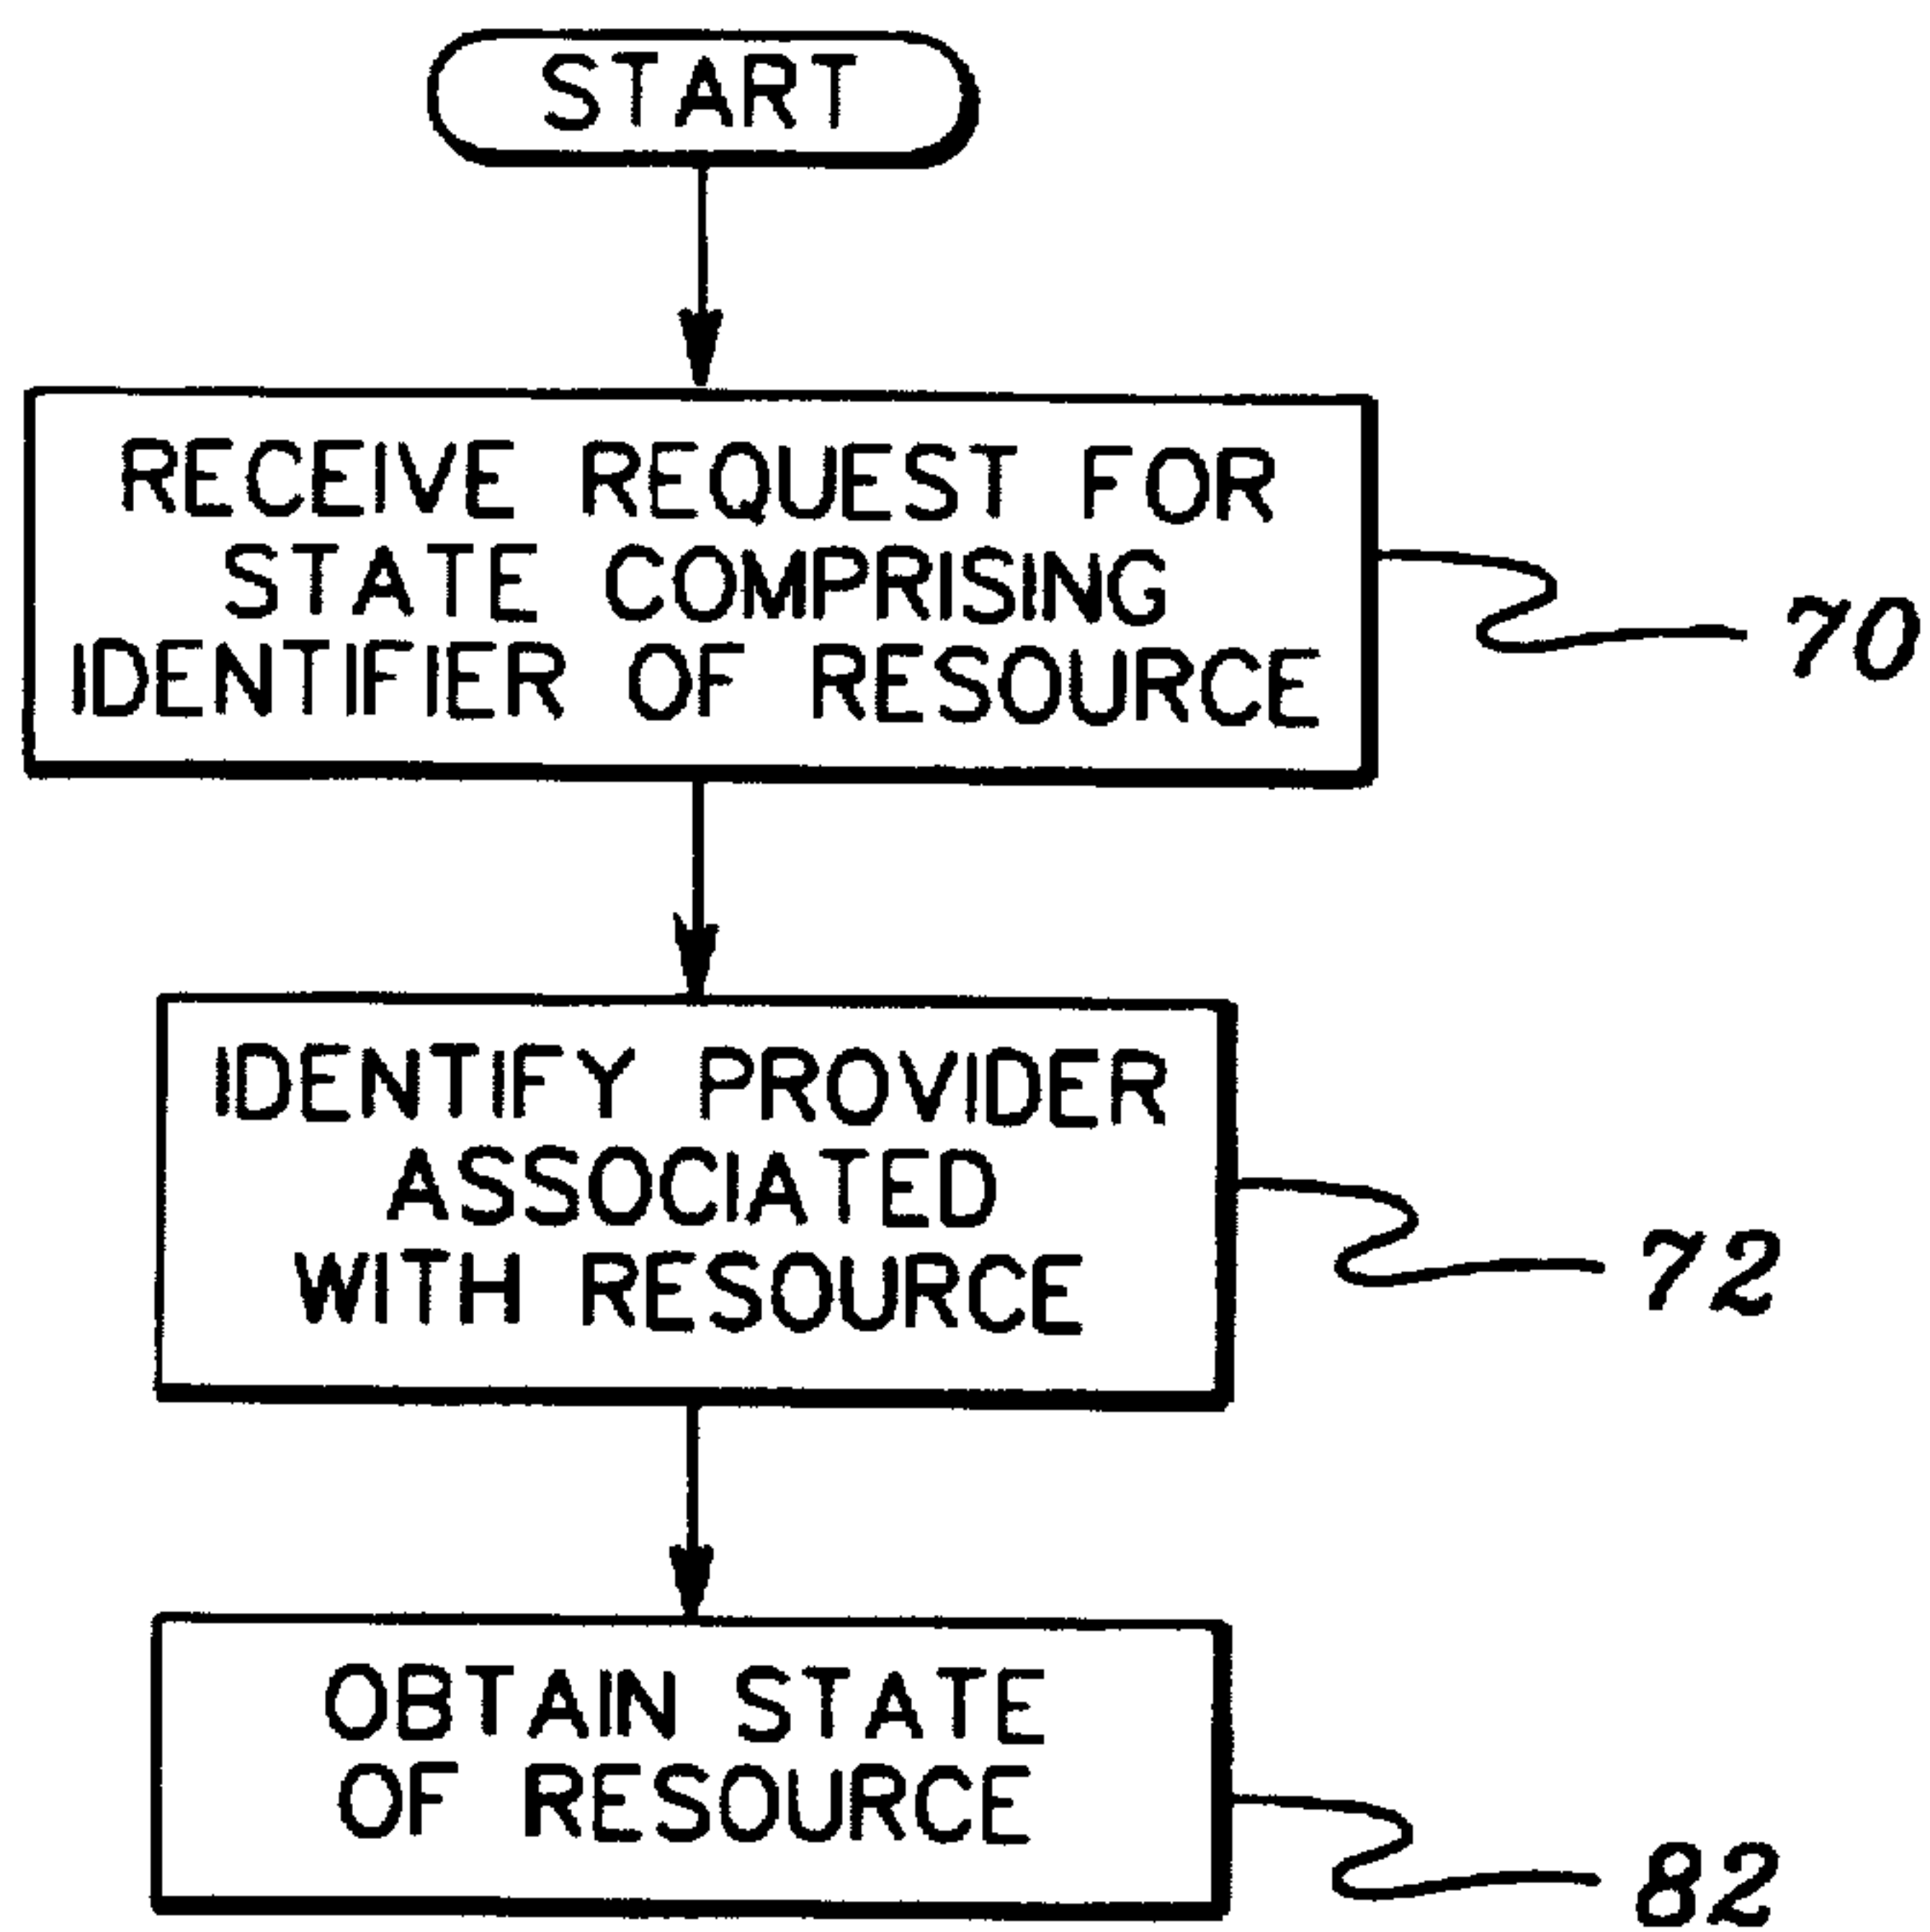 START
RECEIVE REQUEST FOR
STATE COMPRISING
IDENTIFIER OF RESOURCE
70
IDENTIFY PROVIDER
ASSOCIATED
WITH RESOURCE
72
OBTAIN STATE
OF RESOURCE
82